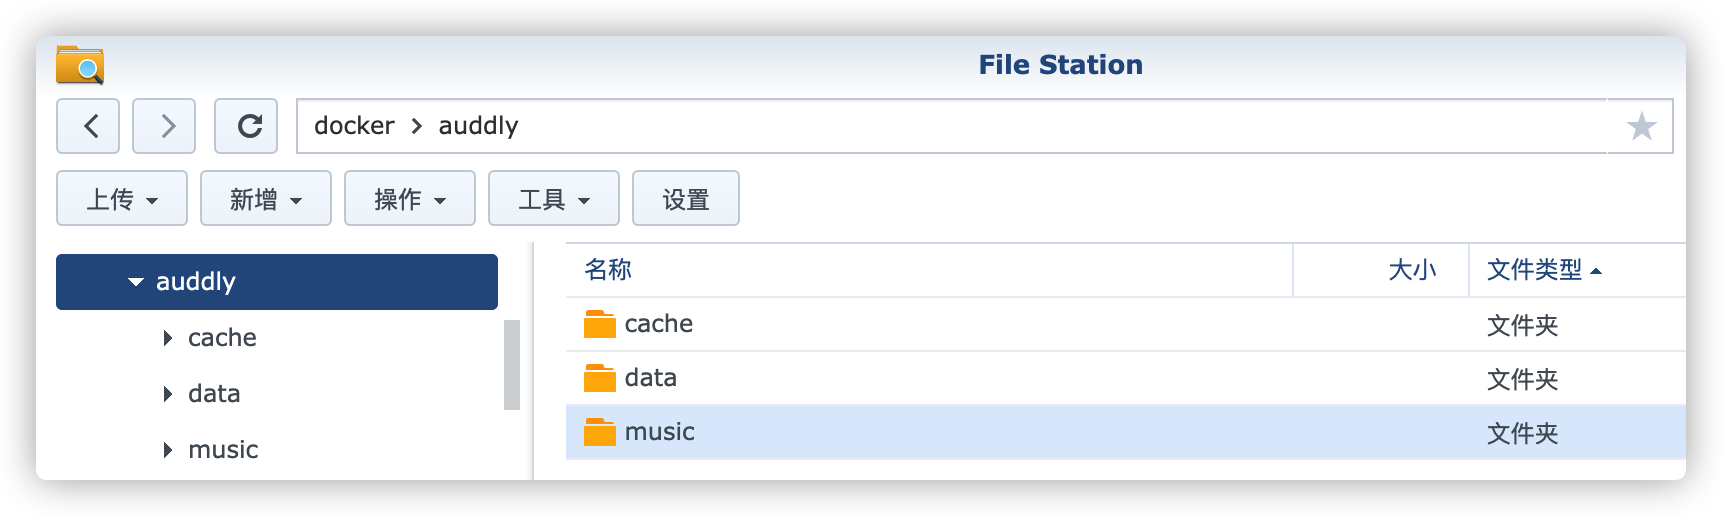 File Station
docker > auddly
上传 新增 操作 工具 设置
auddly
cache
data
music
名称 大小 文件类型
cache 文件夹
data 文件夹
music 文件夹